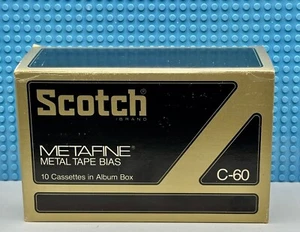 Scotch
BRAND
METAFINE®
METAL TAPE BIAS
10 Cassettes in Album Box
C-60